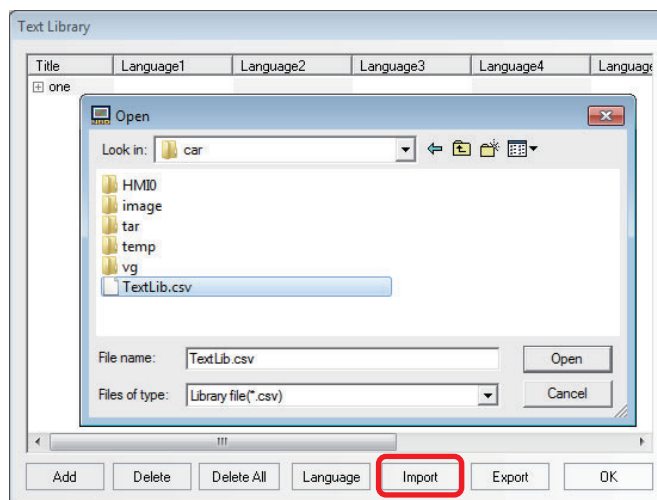 Text Library
Title Language1 Language2 Language3 Language4 Language
one
Open
Look in: car
HMI0
image
tar
temp
vg
TextLib.csv
File name: TextLib.csv Open
Files of type: Library file(*.csv) Cancel
Add Delete Delete All Language Import Export OK